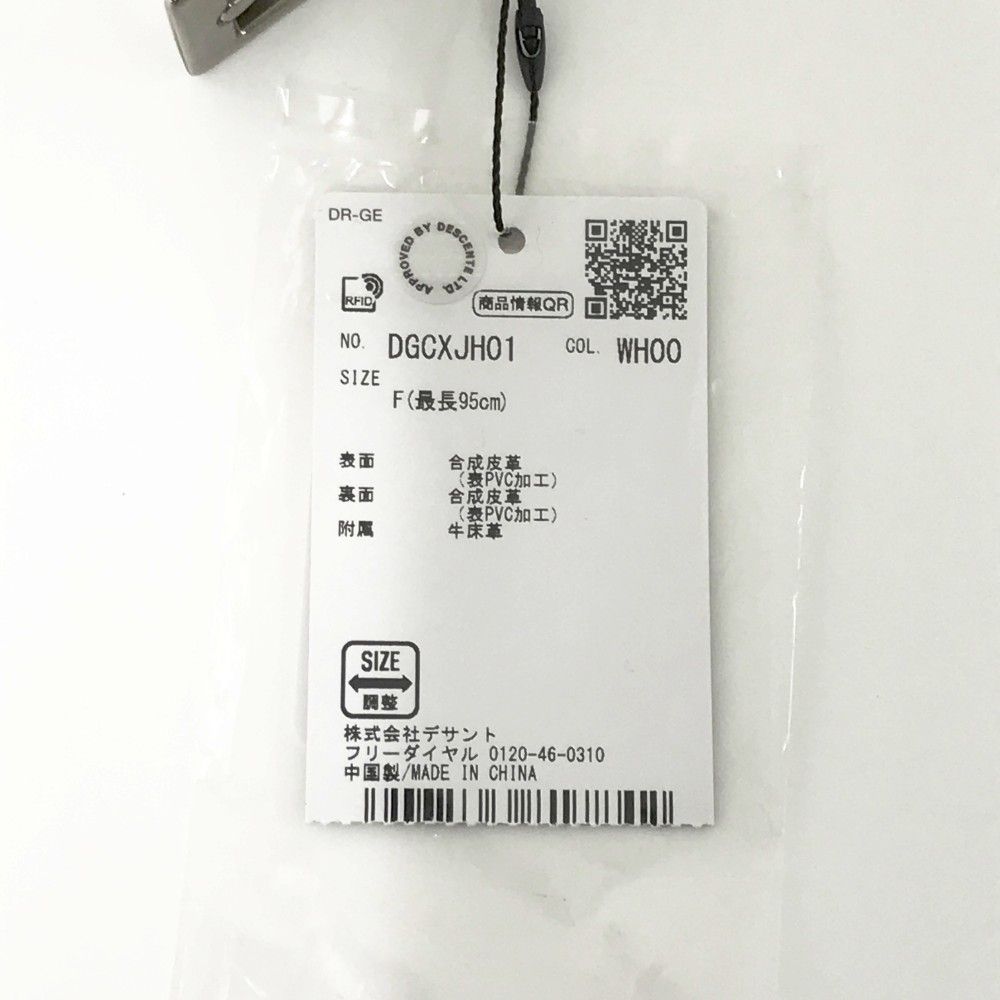 DR-GE
APPROVED BY DESCENTE LTD.
RFID
商品情報QR
NO. DGCXJH01 COL. WH00
SIZE
F(最長95cm)
表面 合成皮革
(表PVC加工)
裏面 合成皮革
(表PVC加工)
附属 牛床革
SIZE
調整
株式会社デサント
フリーダイヤル 0120-46-0310
中国製/MADE IN CHINA